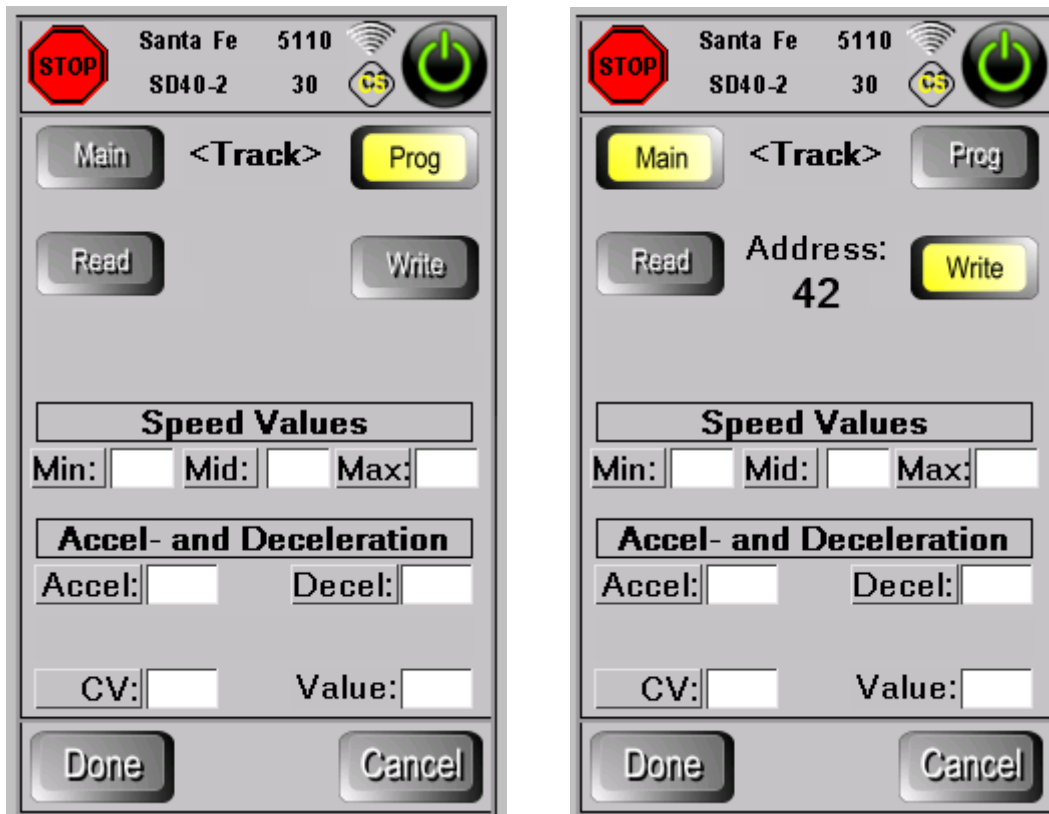 STOP Santa Fe 5110
SD40-2 30 CS
Main <Track> Prog
Read Write
Speed Values
Min: Mid: Max:
Accel- and Deceleration
Accel: Decel:
CV: Value:
Done Cancel
STOP Santa Fe 5110
SD40-2 30 CS
Main <Track> Prog
Read Address: Write
42
Speed Values
Min: Mid: Max:
Accel- and Deceleration
Accel: Decel:
CV: Value:
Done Cancel